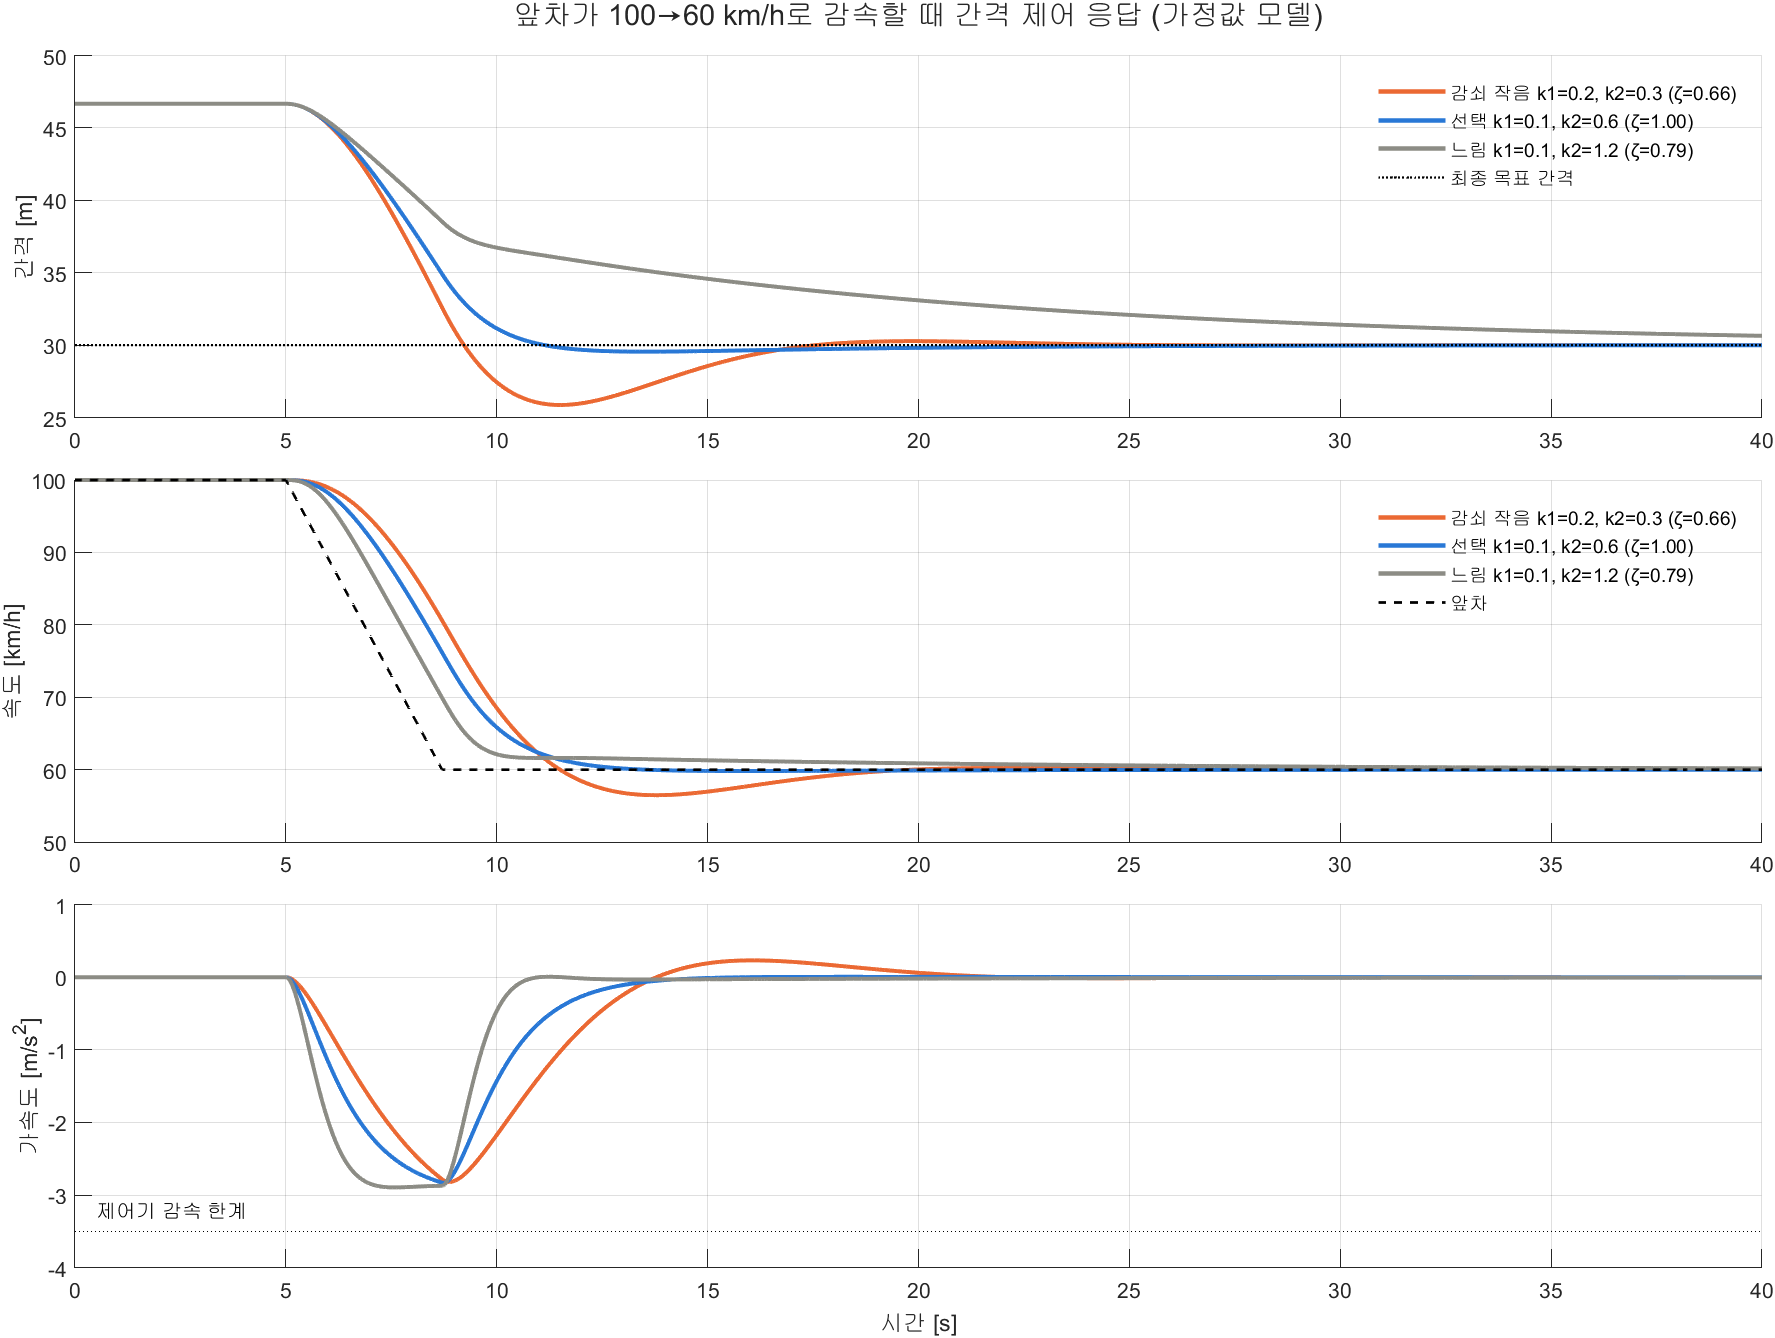 앞차가 100→60 km/h로 감속할 때 간격 제어 응답 (가정값 모델)
50
45
40
35
30
25
간격 [m]
감쇠 작음 k1=0.2, k2=0.3 (ζ=0.66)
선택 k1=0.1, k2=0.6 (ζ=1.00)
느림 k1=0.1, k2=1.2 (ζ=0.79)
최종 목표 간격
0 5 10 15 20 25 30 35 40
100
90
80
70
60
50
속도 [km/h]
감쇠 작음 k1=0.2, k2=0.3 (ζ=0.66)
선택 k1=0.1, k2=0.6 (ζ=1.00)
느림 k1=0.1, k2=1.2 (ζ=0.79)
앞차
0 5 10 15 20 25 30 35 40
1
0
-1
-2
-3
-4
가속도 [m/s²]
제어기 감속 한계
0 5 10 15 20 25 30 35 40
시간 [s]